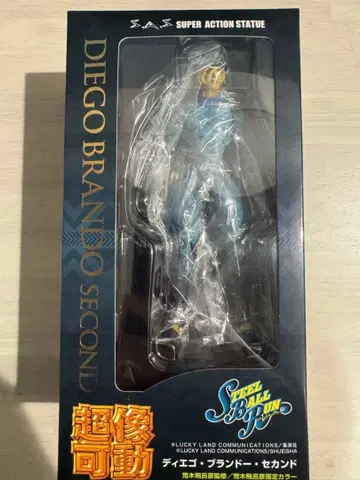 SAS SUPER ACTION STATUE
DIEGO BRANDO SECOND
STEEL
BALL
RUN
超像
可動
©LUCKY LAND COMMUNICATIONS/集英社
©LUCKY LAND COMMUNICATIONS/SHUEISHA
ディエゴ・ブランドー・セカンド
荒木飛呂彦監修/荒木飛呂彦指定カラー